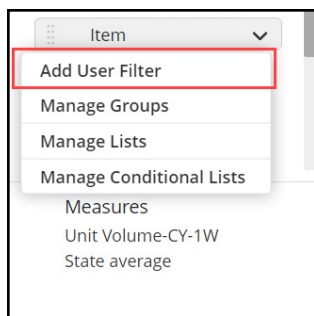 Item
Add User Filter
Manage Groups
Manage Lists
Manage Conditional Lists
Measures
Unit Volume-CY-1W
State average